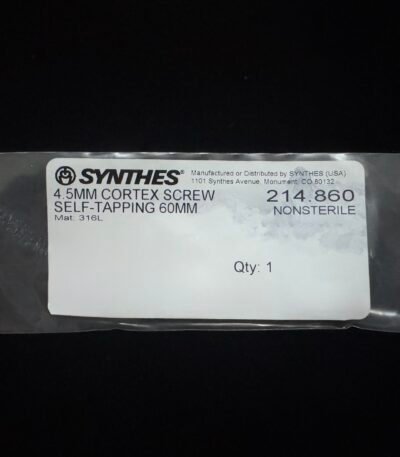 SYNTHES® Manufactured or Distributed by SYNTHES (USA)
1101 Synthes Avenue, Monument, CO 80132
4.5MM CORTEX SCREW 214.860
SELF-TAPPING 60MM NONSTERILE
Mat. 316L
Qty: 1